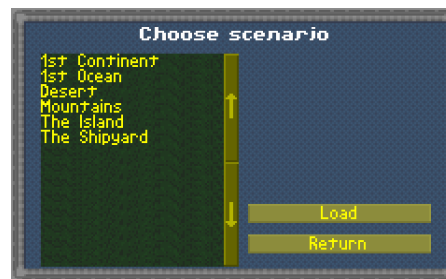 Choose scenario
1st Continent
1st Ocean
Desert
Mountains
The Island
The Shipyard
Load
Return